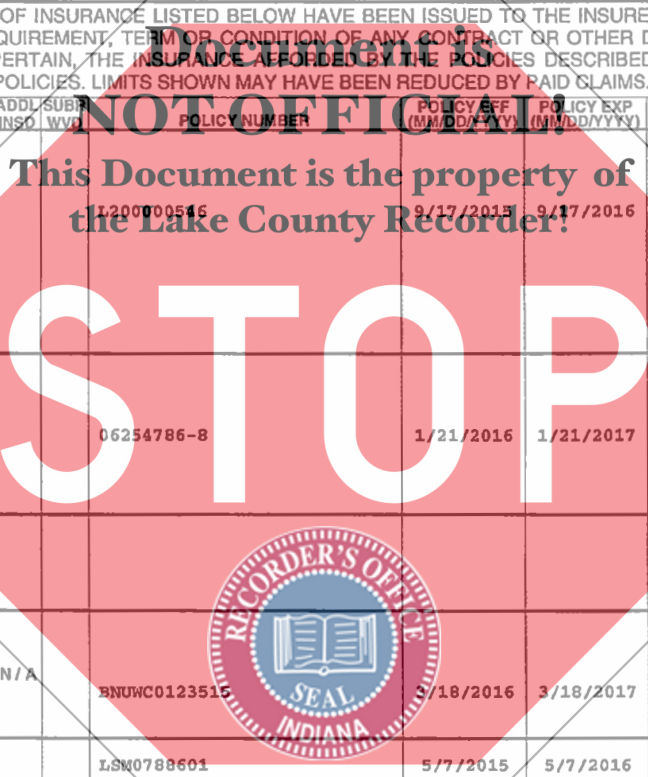 OF INSURANCE LISTED BELOW HAVE BEEN ISSUED TO THE INSURE
QUIREMENT, TERM OR CONDITION OF ANY CONTRACT OR OTHER D
PERTAIN, THE INSURANCE AFFORDED BY THE POLICIES DESCRIBED
POLICIES. LIMITS SHOWN MAY HAVE BEEN REDUCED BY PAID CLAIMS.
Document is
NOT OFFICIAL!
This Document is the property of
the Lake County Recorder!
ADDL SUBR POLICY EFF POLICY EXP
INSD WVD POLICY NUMBER (MM/DD/YYYY) (MM/DD/YYYY)
L200000546 9/17/2015 9/17/2016
STOP
06254786-8 1/21/2016 1/21/2017
RECORDER'S OFFICE
SEAL
INDIANA
N/A
BNUWC0123515 3/18/2016 3/18/2017
LSM0788601 5/7/2015 5/7/2016